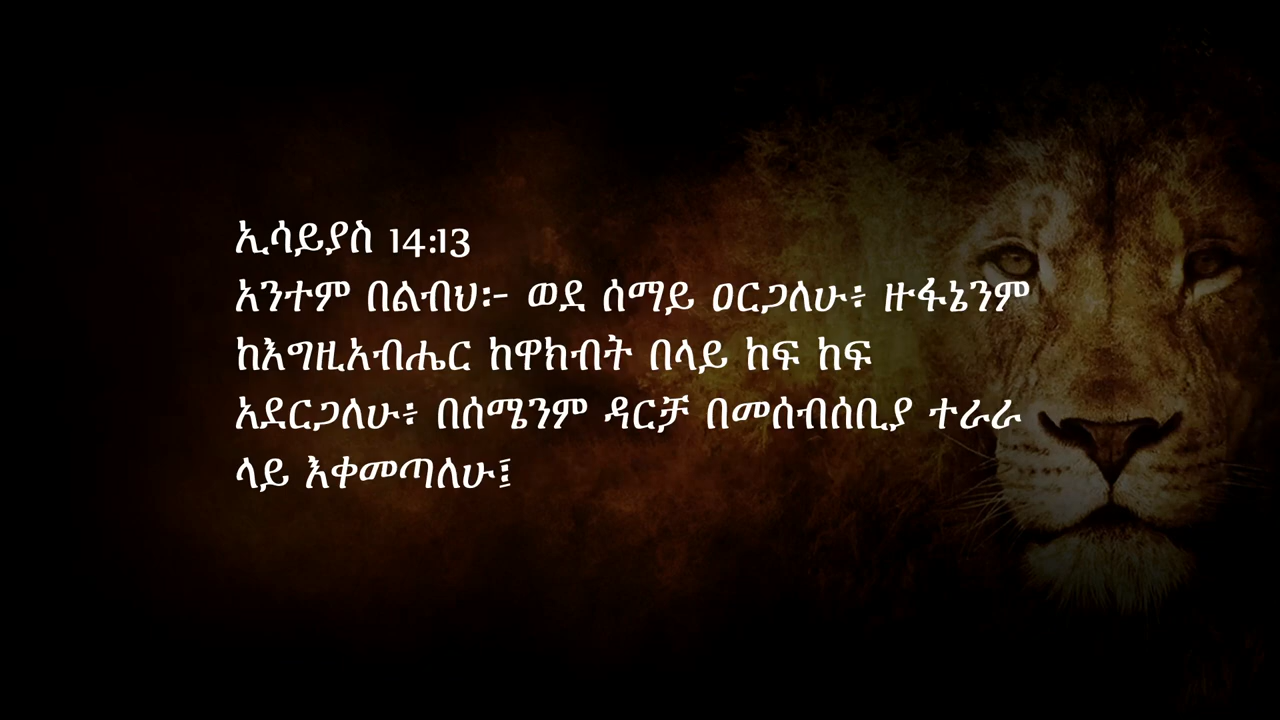 ኢሳይያስ 14:13
አንተም በልብህ፦ ወደ ሰማይ ዐርጋለሁ፥ ዙፋኔንም
ከእግዚአብሔር ከዋክብት በላይ ከፍ ከፍ
አደርጋለሁ፥ በሰሜንም ዳርቻ በመሰብሰቢያ ተራራ
ላይ እቀመጣለሁ፤